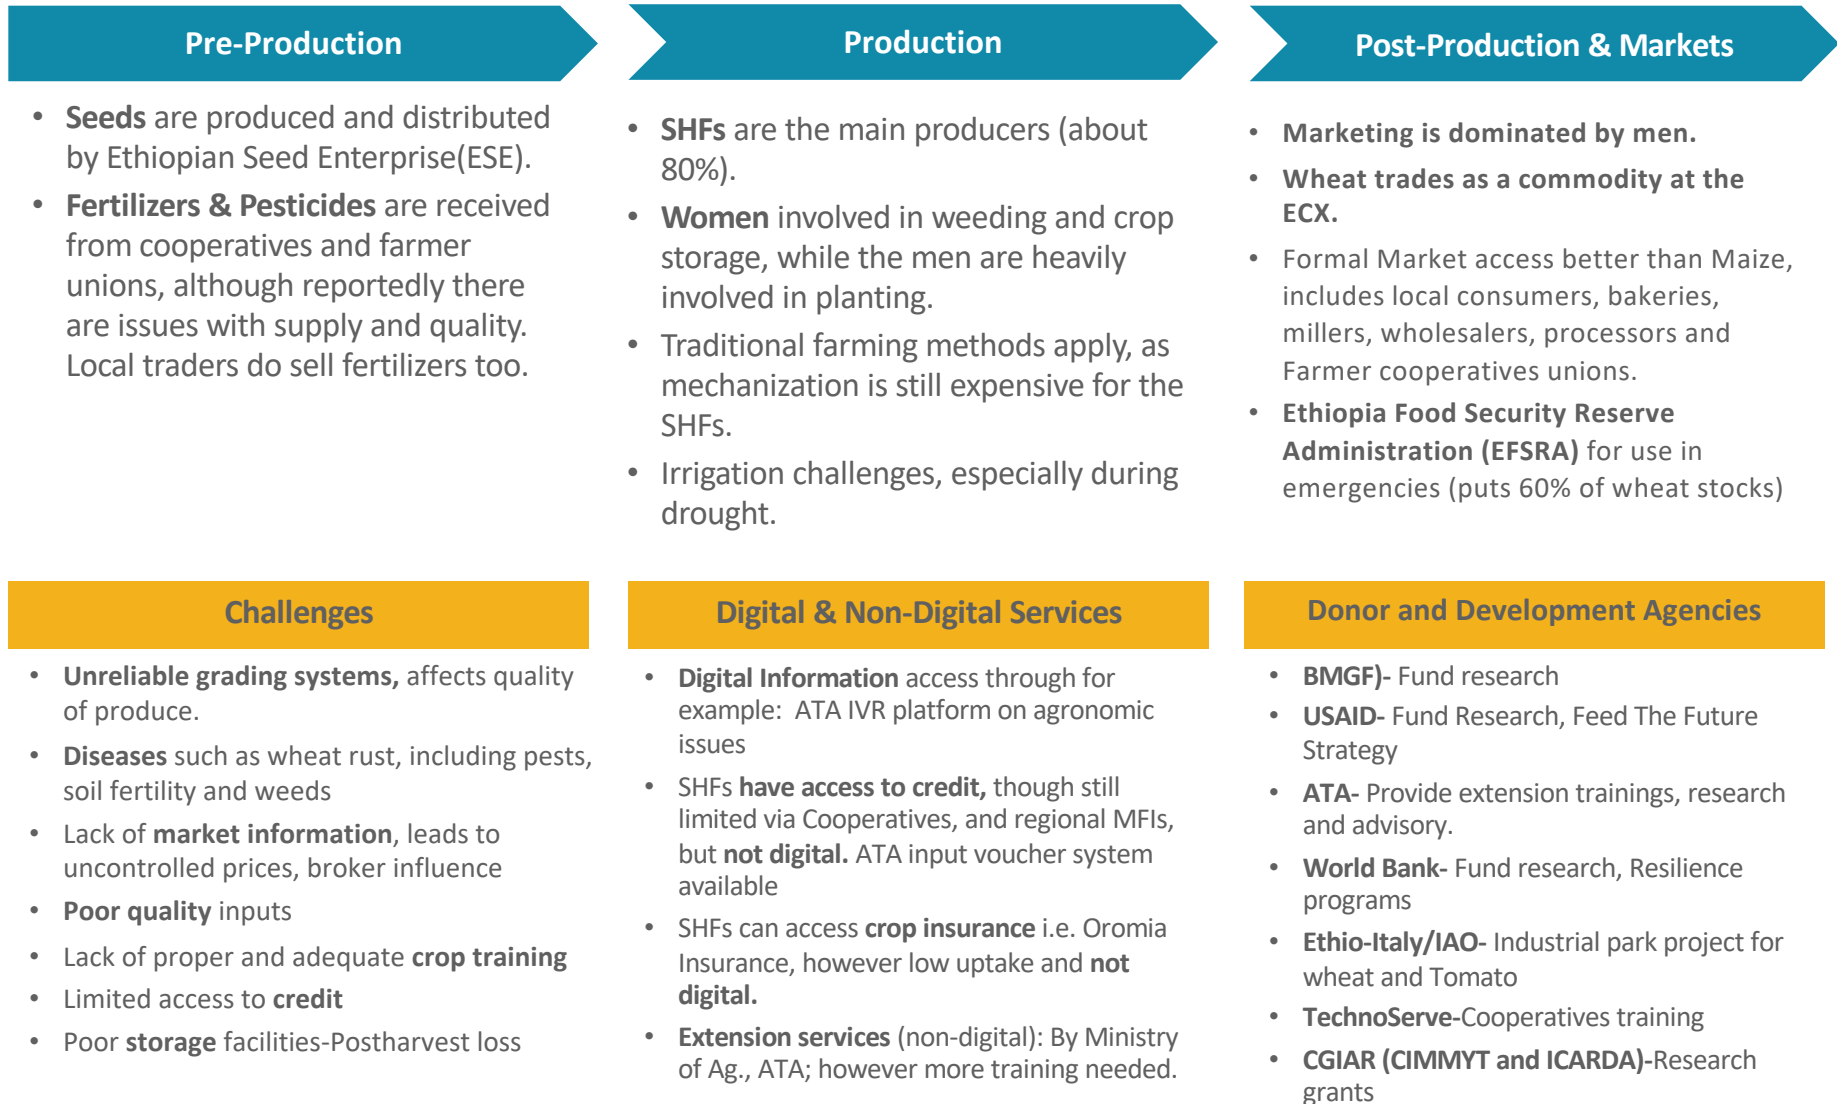 Pre-Production
• Seeds are produced and distributed
by Ethiopian Seed Enterprise(ESE).
• Fertilizers & Pesticides are received
from cooperatives and farmer
unions, although reportedly there
are issues with supply and quality.
Local traders do sell fertilizers too.
Production
• SHFs are the main producers (about
80%).
• Women involved in weeding and crop
storage, while the men are heavily
involved in planting.
• Traditional farming methods apply, as
mechanization is still expensive for the
SHFs.
• Irrigation challenges, especially during
drought.
Post-Production & Markets
• Marketing is dominated by men.
• Wheat trades as a commodity at the
ECX.
• Formal Market access better than Maize,
includes local consumers, bakeries,
millers, wholesalers, processors and
Farmer cooperatives unions.
• Ethiopia Food Security Reserve
Administration (EFSRA) for use in
emergencies (puts 60% of wheat stocks)
Challenges
• Unreliable grading systems, affects quality
of produce.
• Diseases such as wheat rust, including pests,
soil fertility and weeds
• Lack of market information, leads to
uncontrolled prices, broker influence
• Poor quality inputs
• Lack of proper and adequate crop training
• Limited access to credit
• Poor storage facilities-Postharvest loss
Digital & Non-Digital Services
• Digital Information access through for
example: ATA IVR platform on agronomic
issues
• SHFs have access to credit, though still
limited via Cooperatives, and regional MFIs,
but not digital. ATA input voucher system
available
• SHFs can access crop insurance i.e. Oromia
Insurance, however low uptake and not
digital.
• Extension services (non-digital): By Ministry
of Ag., ATA; however more training needed.
Donor and Development Agencies
• BMGF)- Fund research
• USAID- Fund Research, Feed The Future
Strategy
• ATA- Provide extension trainings, research
and advisory.
• World Bank- Fund research, Resilience
programs
• Ethio-Italy/IAO- Industrial park project for
wheat and Tomato
• TechnoServe-Cooperatives training
• CGIAR (CIMMYT and ICARDA)-Research
grants